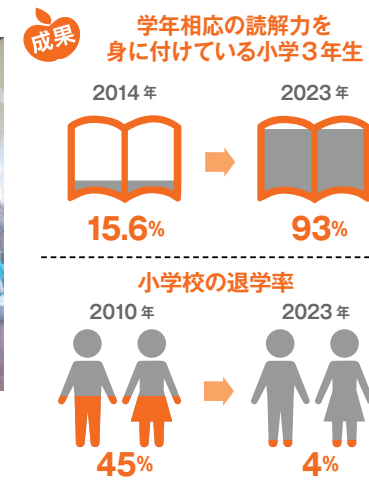 成果
学年相応の読解力を
身に付けている小学3年生
2014年
2023年
15.6%
93%
小学校の退学率
2010年
2023年
45%
4%